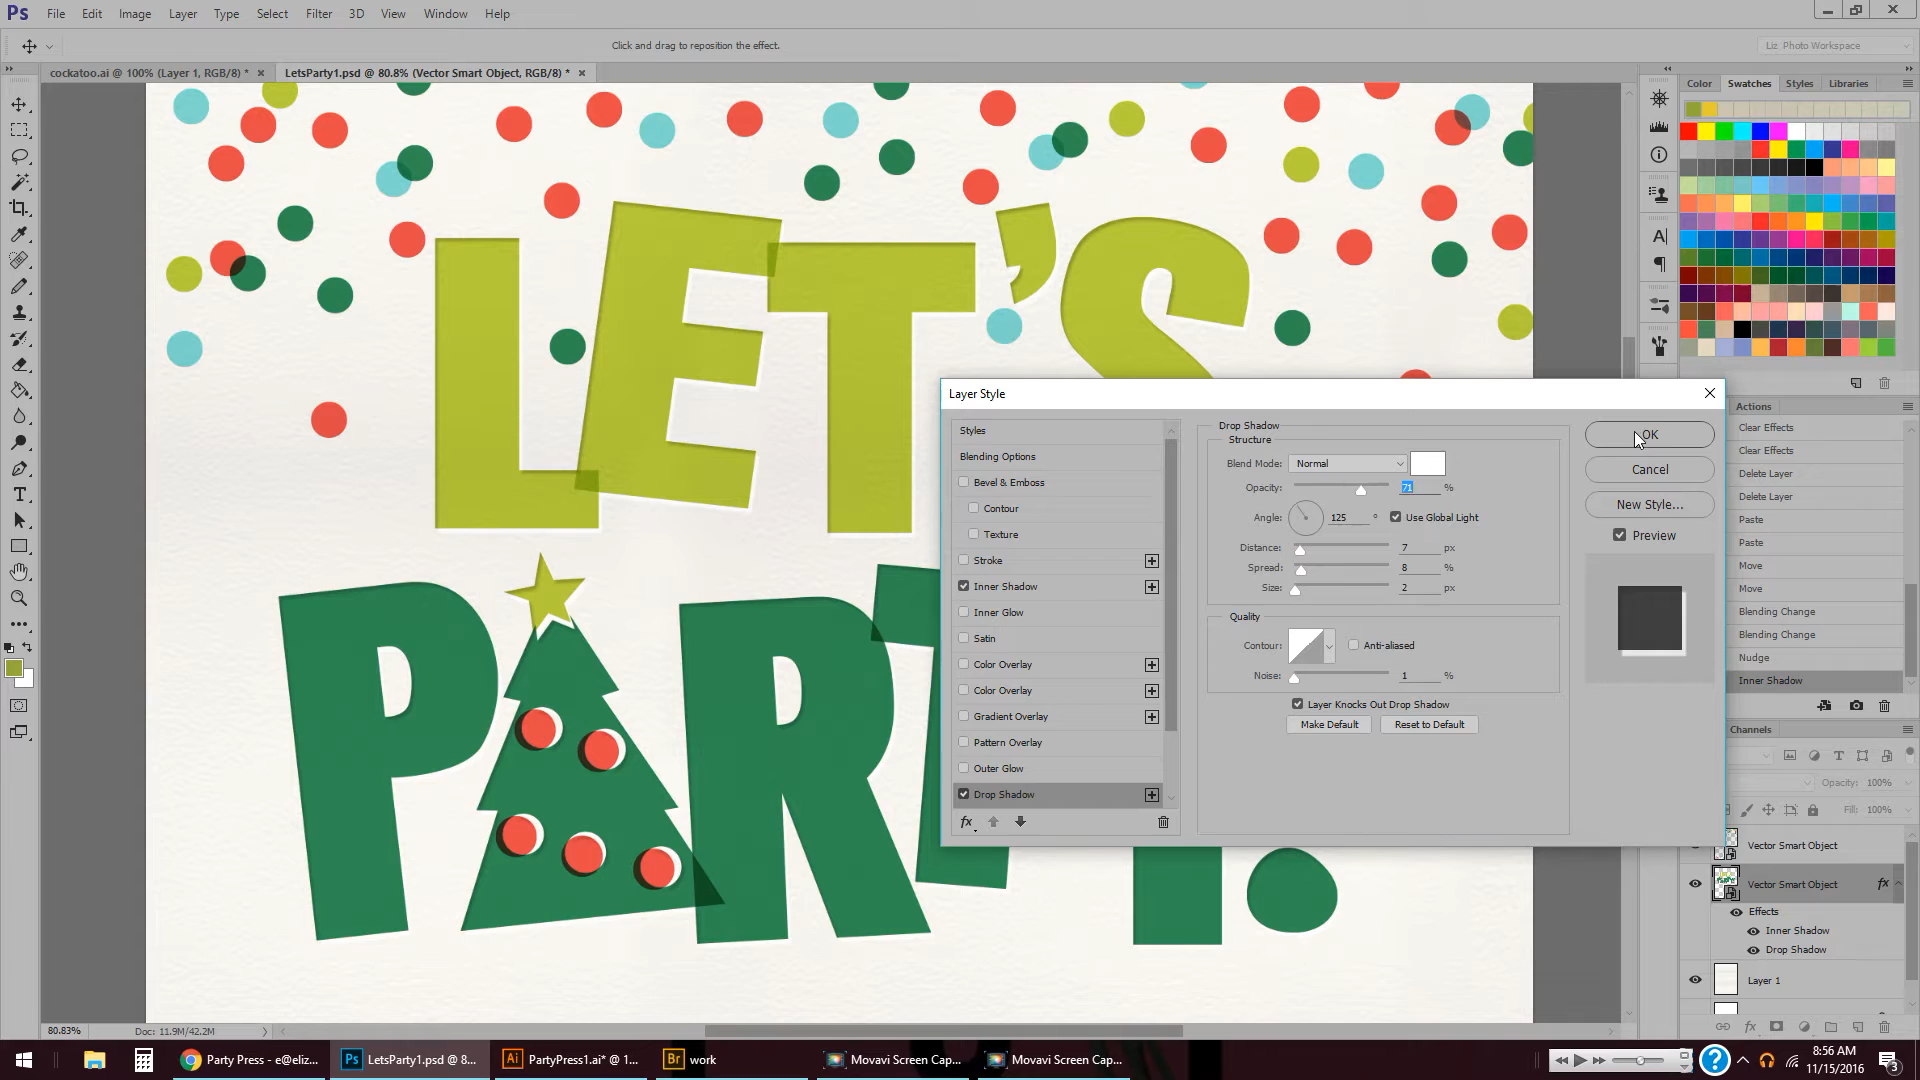 Ps File Edit Image Layer Type Select Filter 3D View Window Help
Click and drag to reposition the effect.
Liz Photo Workspace
cockatoo.ai @ 100% (Layer 1, RGB/8) * × LetsParty1.psd @ 80.8% (Vector Smart Object, RGB/8) * ×
Color Swatches Styles Libraries
LET'S
PART
Layer Style
Styles
Blending Options
Bevel & Emboss
Contour
Texture
Stroke
Inner Shadow
Inner Glow
Satin
Color Overlay
Color Overlay
Gradient Overlay
Pattern Overlay
Outer Glow
Drop Shadow
fx
Drop Shadow
Structure
Blend Mode: Normal
Opacity: 71 %
Angle: 125 ° Use Global Light
Distance: 7 px
Spread: 8 %
Size: 2 px
Quality
Contour: Anti-aliased
Noise: 1 %
Layer Knocks Out Drop Shadow
Make Default Reset to Default
OK
Cancel
New Style...
Preview
Actions
Clear Effects
Clear Effects
Delete Layer
Delete Layer
Paste
Paste
Move
Move
Blending Change
Blending Change
Nudge
Inner Shadow
Channels
Opacity: 100%
Fill: 100%
Vector Smart Object
Vector Smart Object fx
Effects
Inner Shadow
Drop Shadow
Layer 1
80.83% Doc: 11.9M/42.2M
Party Press - e@eliz... Ps LetsParty1.psd @ 8... Ai PartyPress1.ai* @ 1... Br work Movavi Screen Cap... Movavi Screen Cap...
8:56 AM
11/15/2016
3